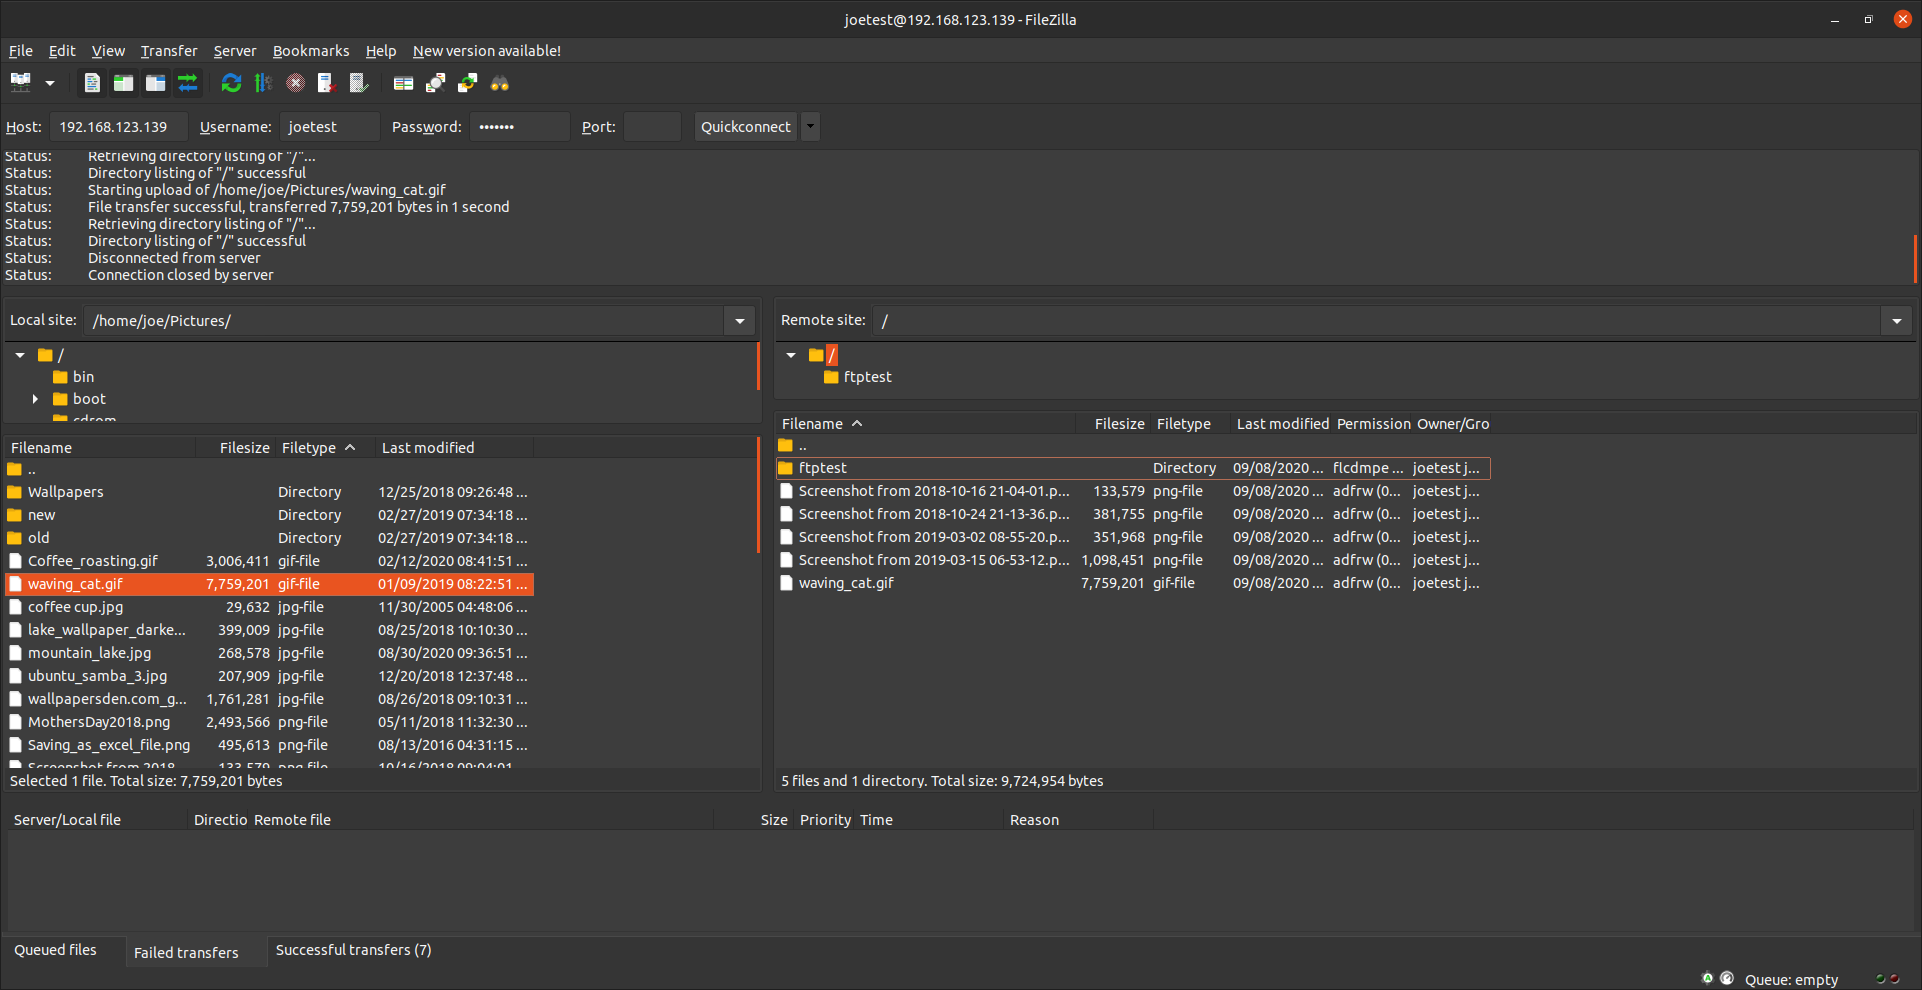 joetest@192.168.123.139 - FileZilla
File Edit View Transfer Server Bookmarks Help New version available!
Host: 192.168.123.139 Username: joetest Password: ••••••• Port: Quickconnect
Status: Retrieving directory listing of "/"...
Status: Directory listing of "/" successful
Status: Starting upload of /home/joe/Pictures/waving_cat.gif
Status: File transfer successful, transferred 7,759,201 bytes in 1 second
Status: Retrieving directory listing of "/"...
Status: Directory listing of "/" successful
Status: Disconnected from server
Status: Connection closed by server
Local site: /home/joe/Pictures/
/
bin
boot
cdrom
Filename Filesize Filetype Last modified
..
Wallpapers Directory 12/25/2018 09:26:48 ...
new Directory 02/27/2019 07:34:18 ...
old Directory 02/27/2019 07:34:18 ...
Coffee_roasting.gif 3,006,411 gif-file 02/12/2020 08:41:51 ...
waving_cat.gif 7,759,201 gif-file 01/09/2019 08:22:51 ...
coffee cup.jpg 29,632 jpg-file 11/30/2005 04:48:06 ...
lake_wallpaper_darke... 399,009 jpg-file 08/25/2018 10:10:30 ...
mountain_lake.jpg 268,578 jpg-file 08/30/2020 09:36:51 ...
ubuntu_samba_3.jpg 207,909 jpg-file 12/20/2018 12:37:48 ...
wallpapersden.com_g... 1,761,281 jpg-file 08/26/2018 09:10:31 ...
MothersDay2018.png 2,493,566 png-file 05/11/2018 11:32:30 ...
Saving_as_excel_file.png 495,613 png-file 08/13/2016 04:31:15 ...
Screenshot from 2018... 133,579 png-file 10/16/2018 09:04:01 ...
Selected 1 file. Total size: 7,759,201 bytes
Remote site: /
/
ftptest
Filename Filesize Filetype Last modified Permission Owner/Gro
..
ftptest Directory 09/08/2020 ... flcdmpe ... joetest j...
Screenshot from 2018-10-16 21-04-01.p... 133,579 png-file 09/08/2020 ... adfrw (0... joetest j...
Screenshot from 2018-10-24 21-13-36.p... 381,755 png-file 09/08/2020 ... adfrw (0... joetest j...
Screenshot from 2019-03-02 08-55-20.p... 351,968 png-file 09/08/2020 ... adfrw (0... joetest j...
Screenshot from 2019-03-15 06-53-12.p... 1,098,451 png-file 09/08/2020 ... adfrw (0... joetest j...
waving_cat.gif 7,759,201 gif-file 09/08/2020 ... adfrw (0... joetest j...
5 files and 1 directory. Total size: 9,724,954 bytes
Server/Local file Directio Remote file Size Priority Time Reason
Queued files Failed transfers Successful transfers (7)
Queue: empty